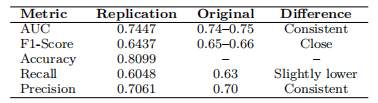 Metric Replication Original Difference
AUC 0.7447 0.74–0.75 Consistent
F1-Score 0.6437 0.65–0.66 Close
Accuracy 0.8099 – –
Recall 0.6048 0.63 Slightly lower
Precision 0.7061 0.70 Consistent